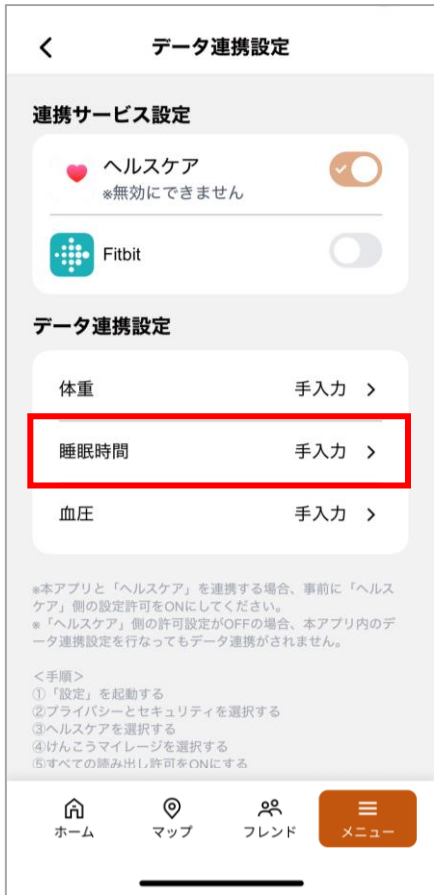 データ連携設定
連携サービス設定
ヘルスケア
※無効にできません
Fitbit
データ連携設定
体重 手入力
睡眠時間 手入力
血圧 手入力
※本アプリと「ヘルスケア」を連携する場合、事前に「ヘルス
ケア」側の設定許可をONにしてください。
※「ヘルスケア」側の許可設定がOFFの場合、本アプリ内のデ
ータ連携設定を行なってもデータ連携がされません。
＜手順＞
①「設定」を起動する
②プライバシーとセキュリティを選択する
③ヘルスケアを選択する
④けんこうマイレージを選択する
⑤すべての読み出し許可をONにする
ホーム マップ フレンド メニュー